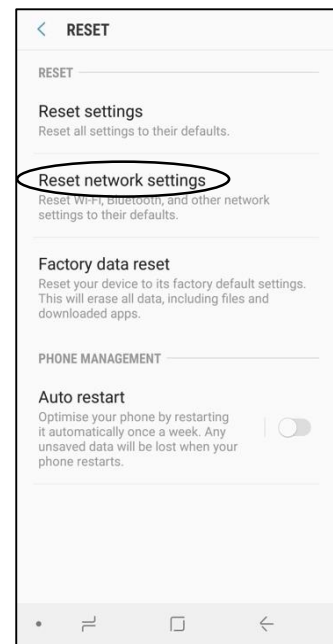 RESET
RESET
Reset settings
Reset all settings to their defaults.
Reset network settings
Reset Wi-Fi, Bluetooth, and other network
settings to their defaults.
Factory data reset
Reset your device to its factory default settings.
This will erase all data, including files and
downloaded apps.
PHONE MANAGEMENT
Auto restart
Optimise your phone by restarting
it automatically once a week. Any
unsaved data will be lost when your
phone restarts.